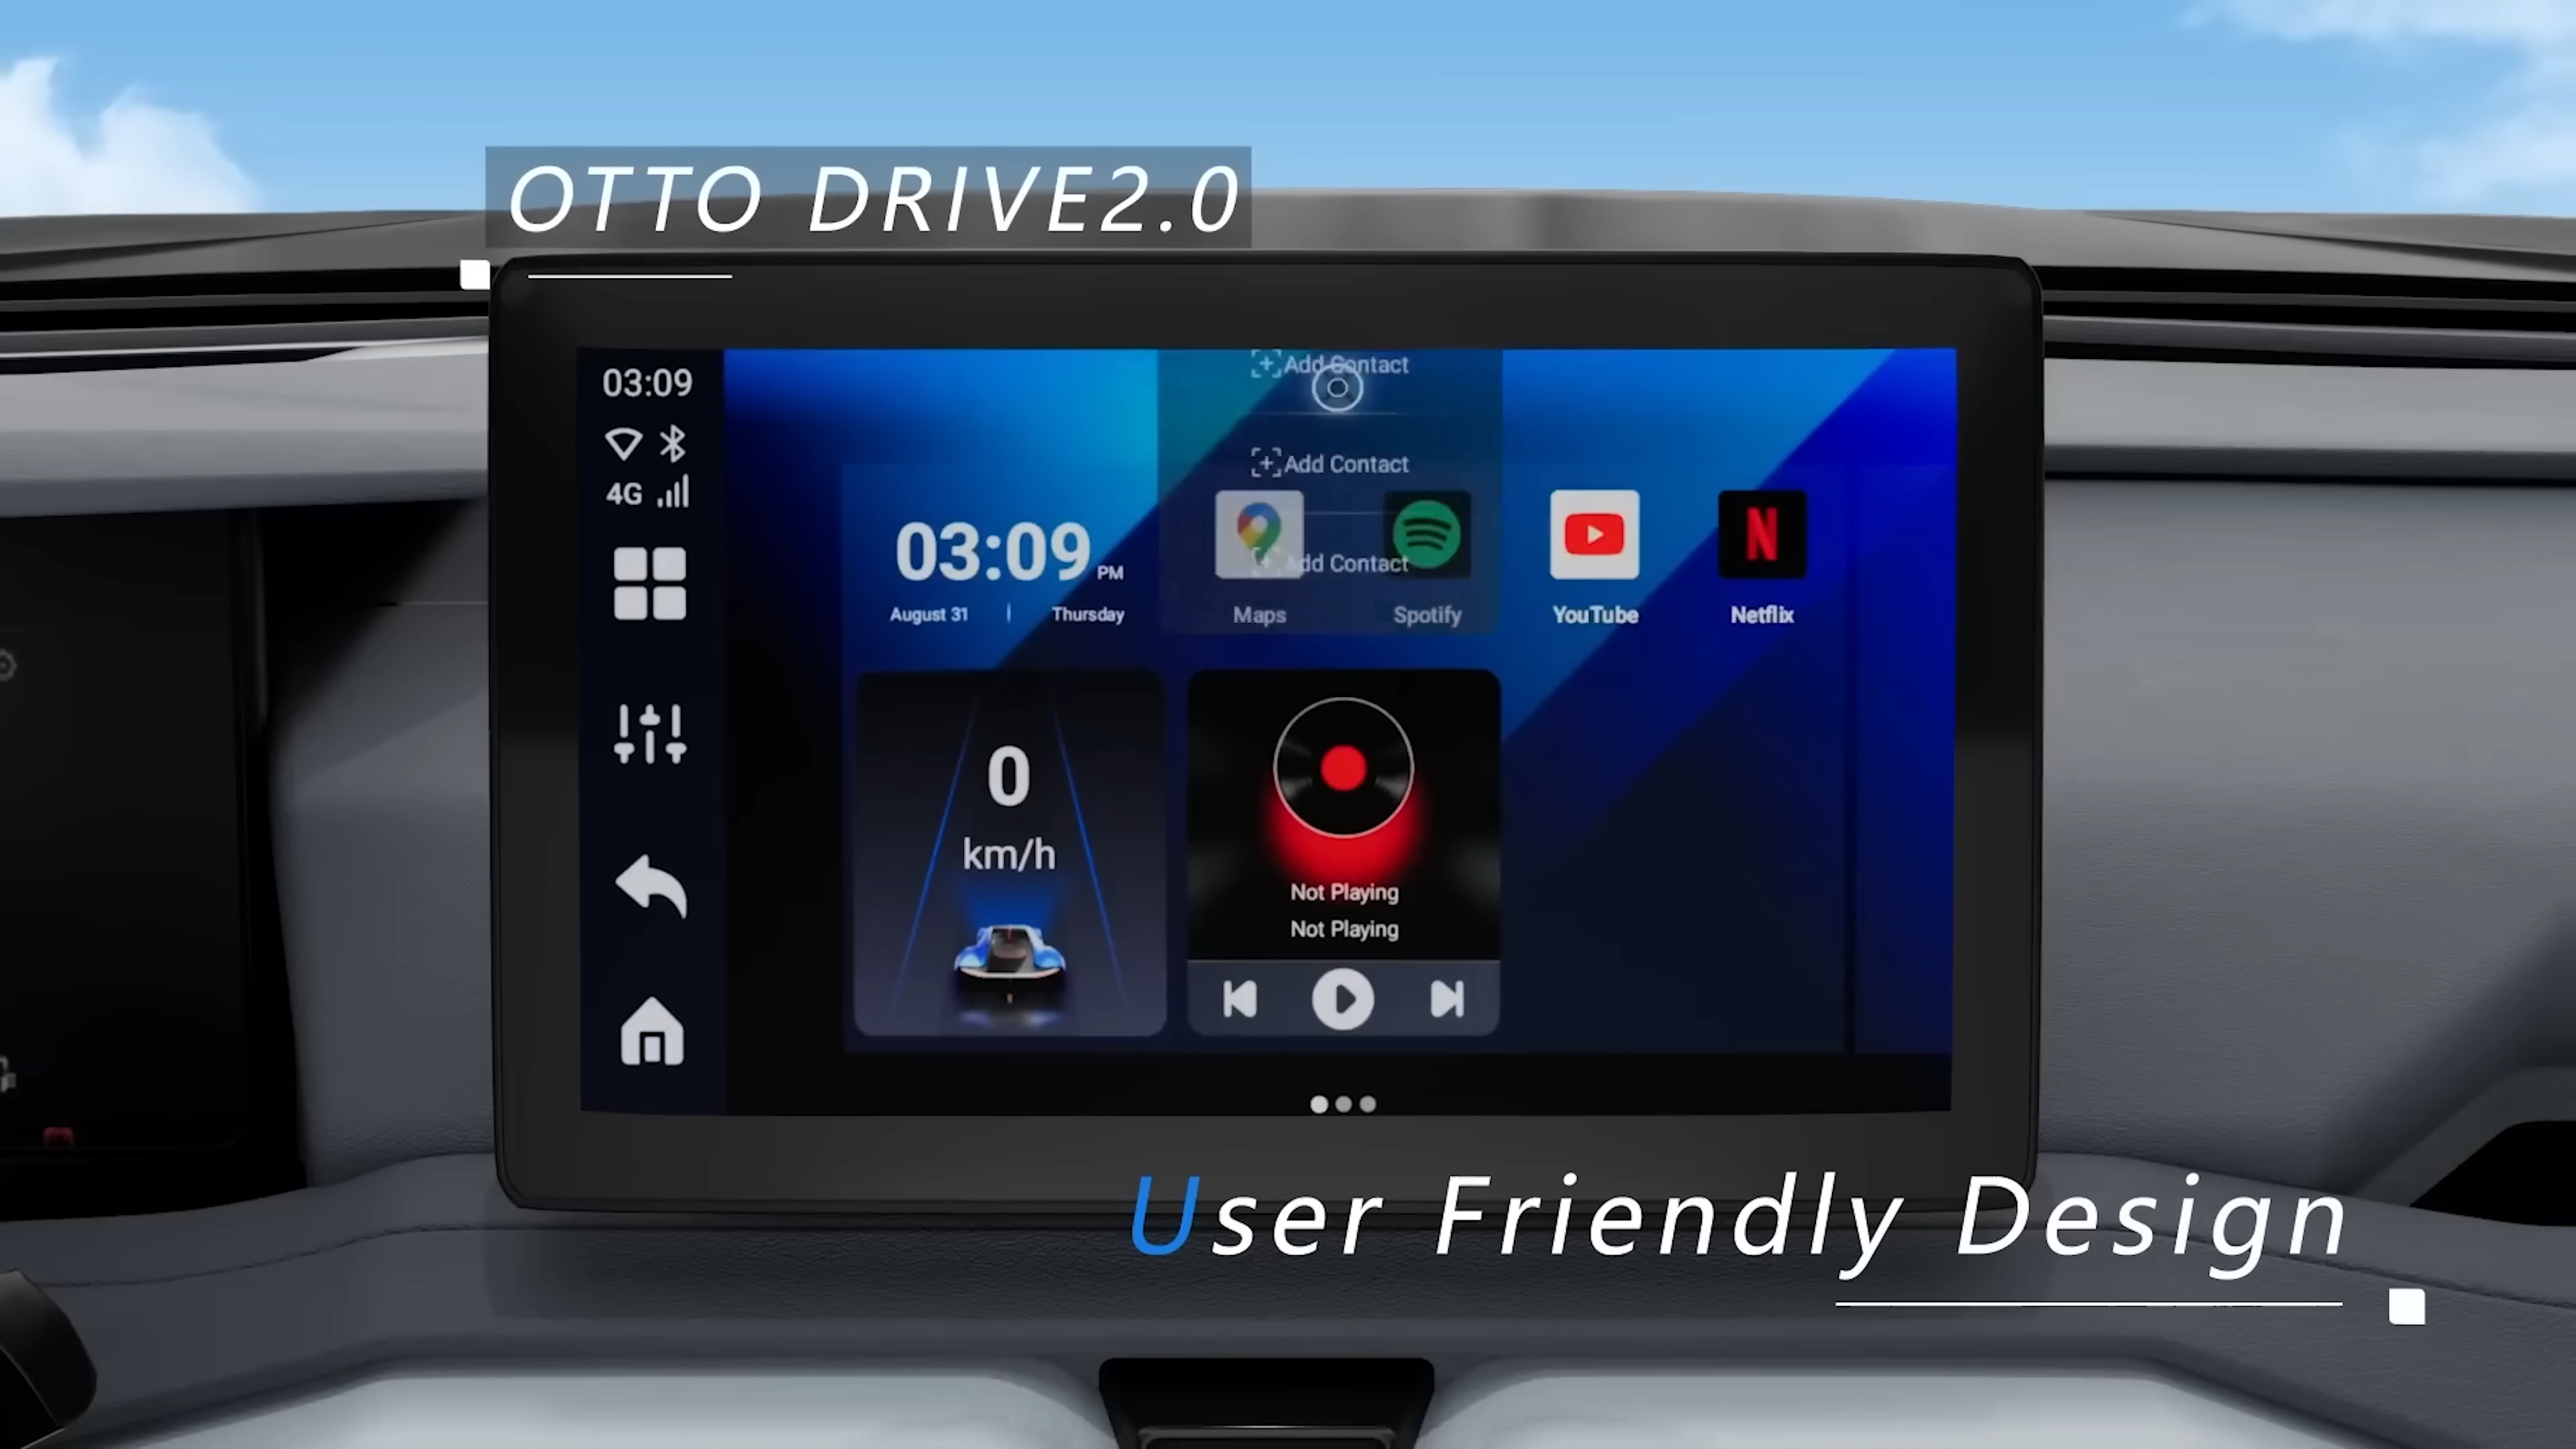 OTTO DRIVE2.0
03:09
4G
Add Contact
Add Contact
Add Contact
03:09 PM
August 31 | Thursday
Maps
Spotify
YouTube
N
Netflix
0
km/h
Not Playing
Not Playing
User Friendly Design